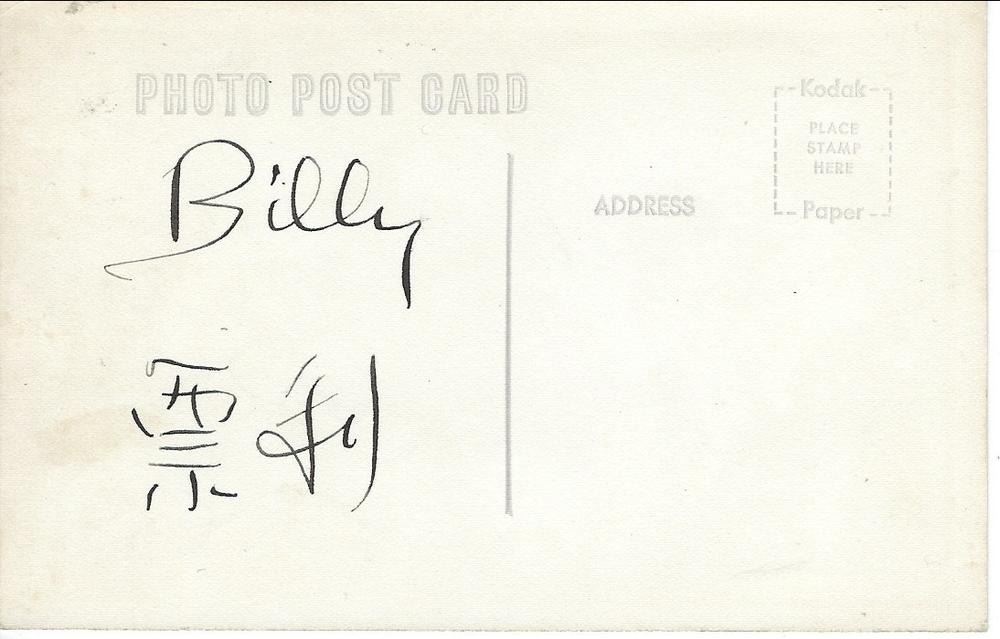 PHOTO POST CARD
Billy
票利
ADDRESS
Kodak
PLACE
STAMP
HERE
Paper